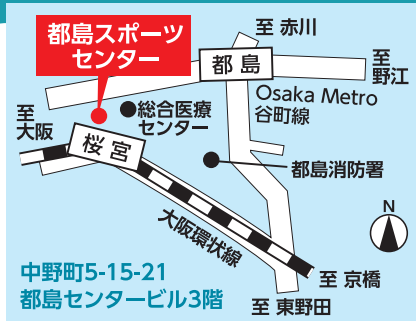 都島スポーツ
センター
至 赤川
都 島
至
野江
Osaka Metro
谷町線
至
大阪
総合医療
センター
桜 宮
都島消防署
大阪環状線
N
中野町5-15-21
都島センタービル3階
至 京橋
至 東野田